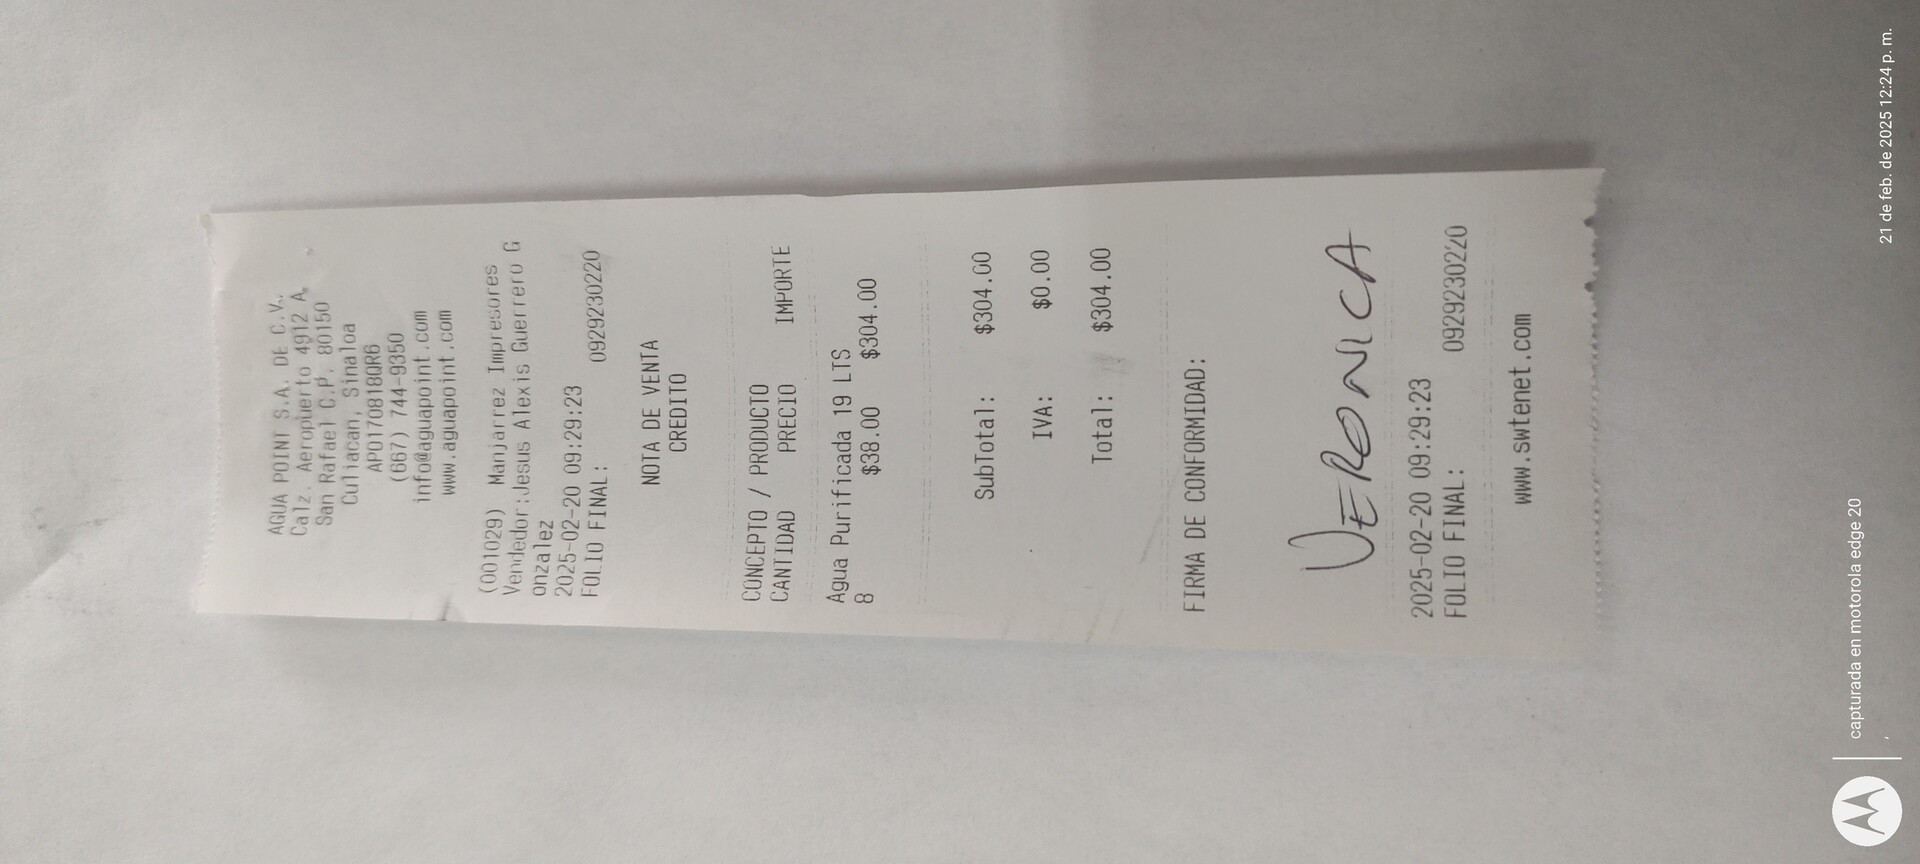 AGUA POINT S.A. DE C.V.
Calz. Aeropuerto 4912 A,
San Rafael C.P. 80150
Culiacan, Sinaloa
APO170818QR6
(667) 744-9350
info@aguapoint.com
www.aguapoint.com
(001029) Manjarrez Impresores
Vendedor:Jesus Alexis Guerrero G
onzalez
2025-02-20 09:29:23
FOLIO FINAL: 0929230220
NOTA DE VENTA
CREDITO
CONCEPTO / PRODUCTO
CANTIDAD PRECIO IMPORTE
Agua Purificada 19 LTS
8 $38.00 $304.00
SubTotal: $304.00
IVA: $0.00
Total: $304.00
FIRMA DE CONFORMIDAD:
VERONICA
2025-02-20 09:29:23
FOLIO FINAL: 0929230220
www.swtenet.com
capturada en motorola edge 20
21 de feb. de 2025 12:24 p. m.